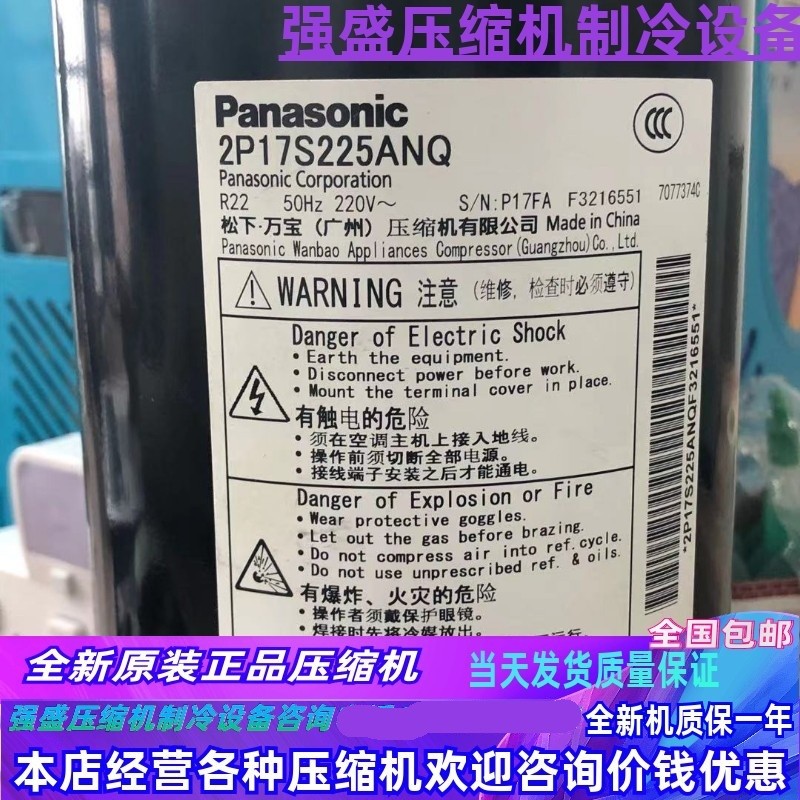 强盛压缩机制冷设备
Panasonic
CCC
2P17S225ANQ
Panasonic Corporation
R22 50Hz 220V～ S/N:P17FA F3216551 7077374C
松下·万宝（广州）压缩机有限公司 Made in China
Panasonic Wanbao Appliances Compressor(Guangzhou)Co.,Ltd.
WARNING 注意（维修，检查时必须遵守）
Danger of Electric Shock
• Earth the equipment.
• Disconnect power before work.
• Mount the terminal cover in place.
有触电的危险
• 须在空调主机上接入地线。
• 操作前须切断全部电源。
• 接线端子安装之后才能通电。
Danger of Explosion or Fire
• Wear protective goggles.
• Let out the gas before brazing.
• Do not compress air into ref.cycle.
• Do not use unprescribed ref. & oils.
有爆炸、火灾的危险
• 操作者须戴保护眼镜。
• 焊接时先将冷媒放出。
*2P17S225ANQF3216551*
全国包邮
全新原装正品压缩机
当天发货质量保证
强盛压缩机制冷设备咨询
全新机质保一年
本店经营各种压缩机欢迎咨询价钱优惠